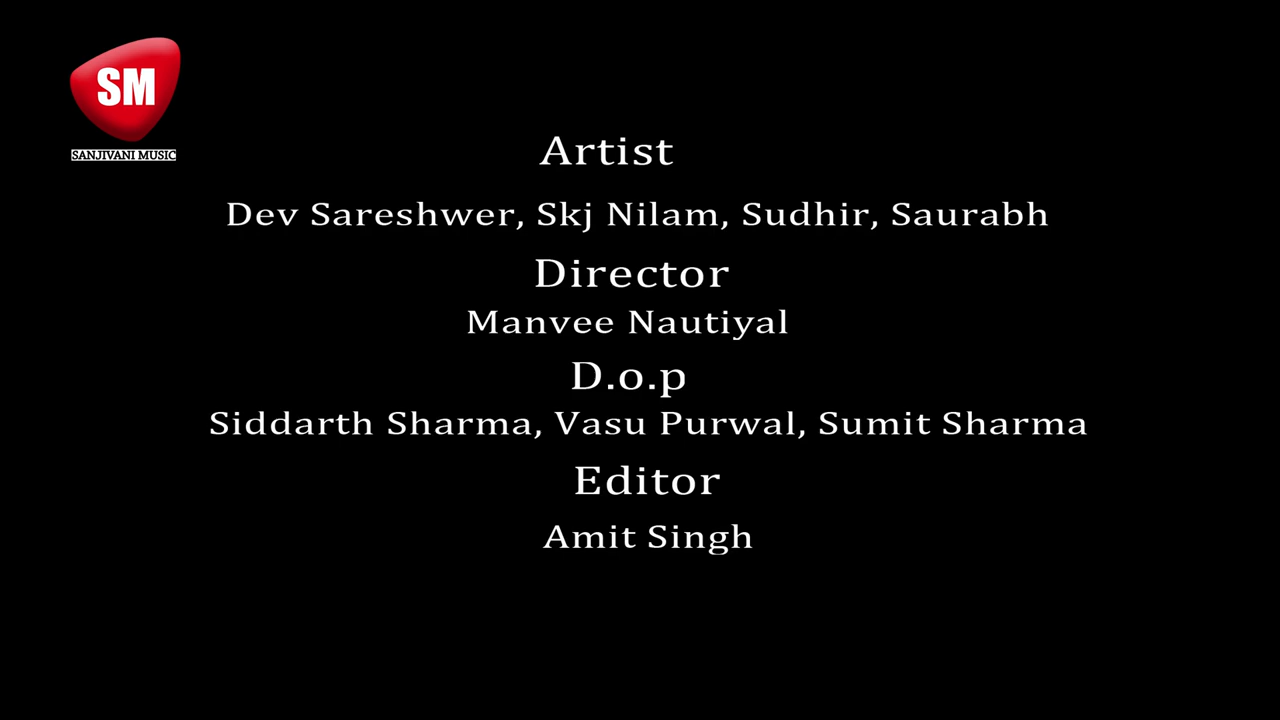 SM
SANJIVANI MUSIC
Artist
Dev Sareshwer, Skj Nilam, Sudhir, Saurabh
Director
Manvee Nautiyal
D.o.p
Siddarth Sharma, Vasu Purwal, Sumit Sharma
Editor
Amit Singh